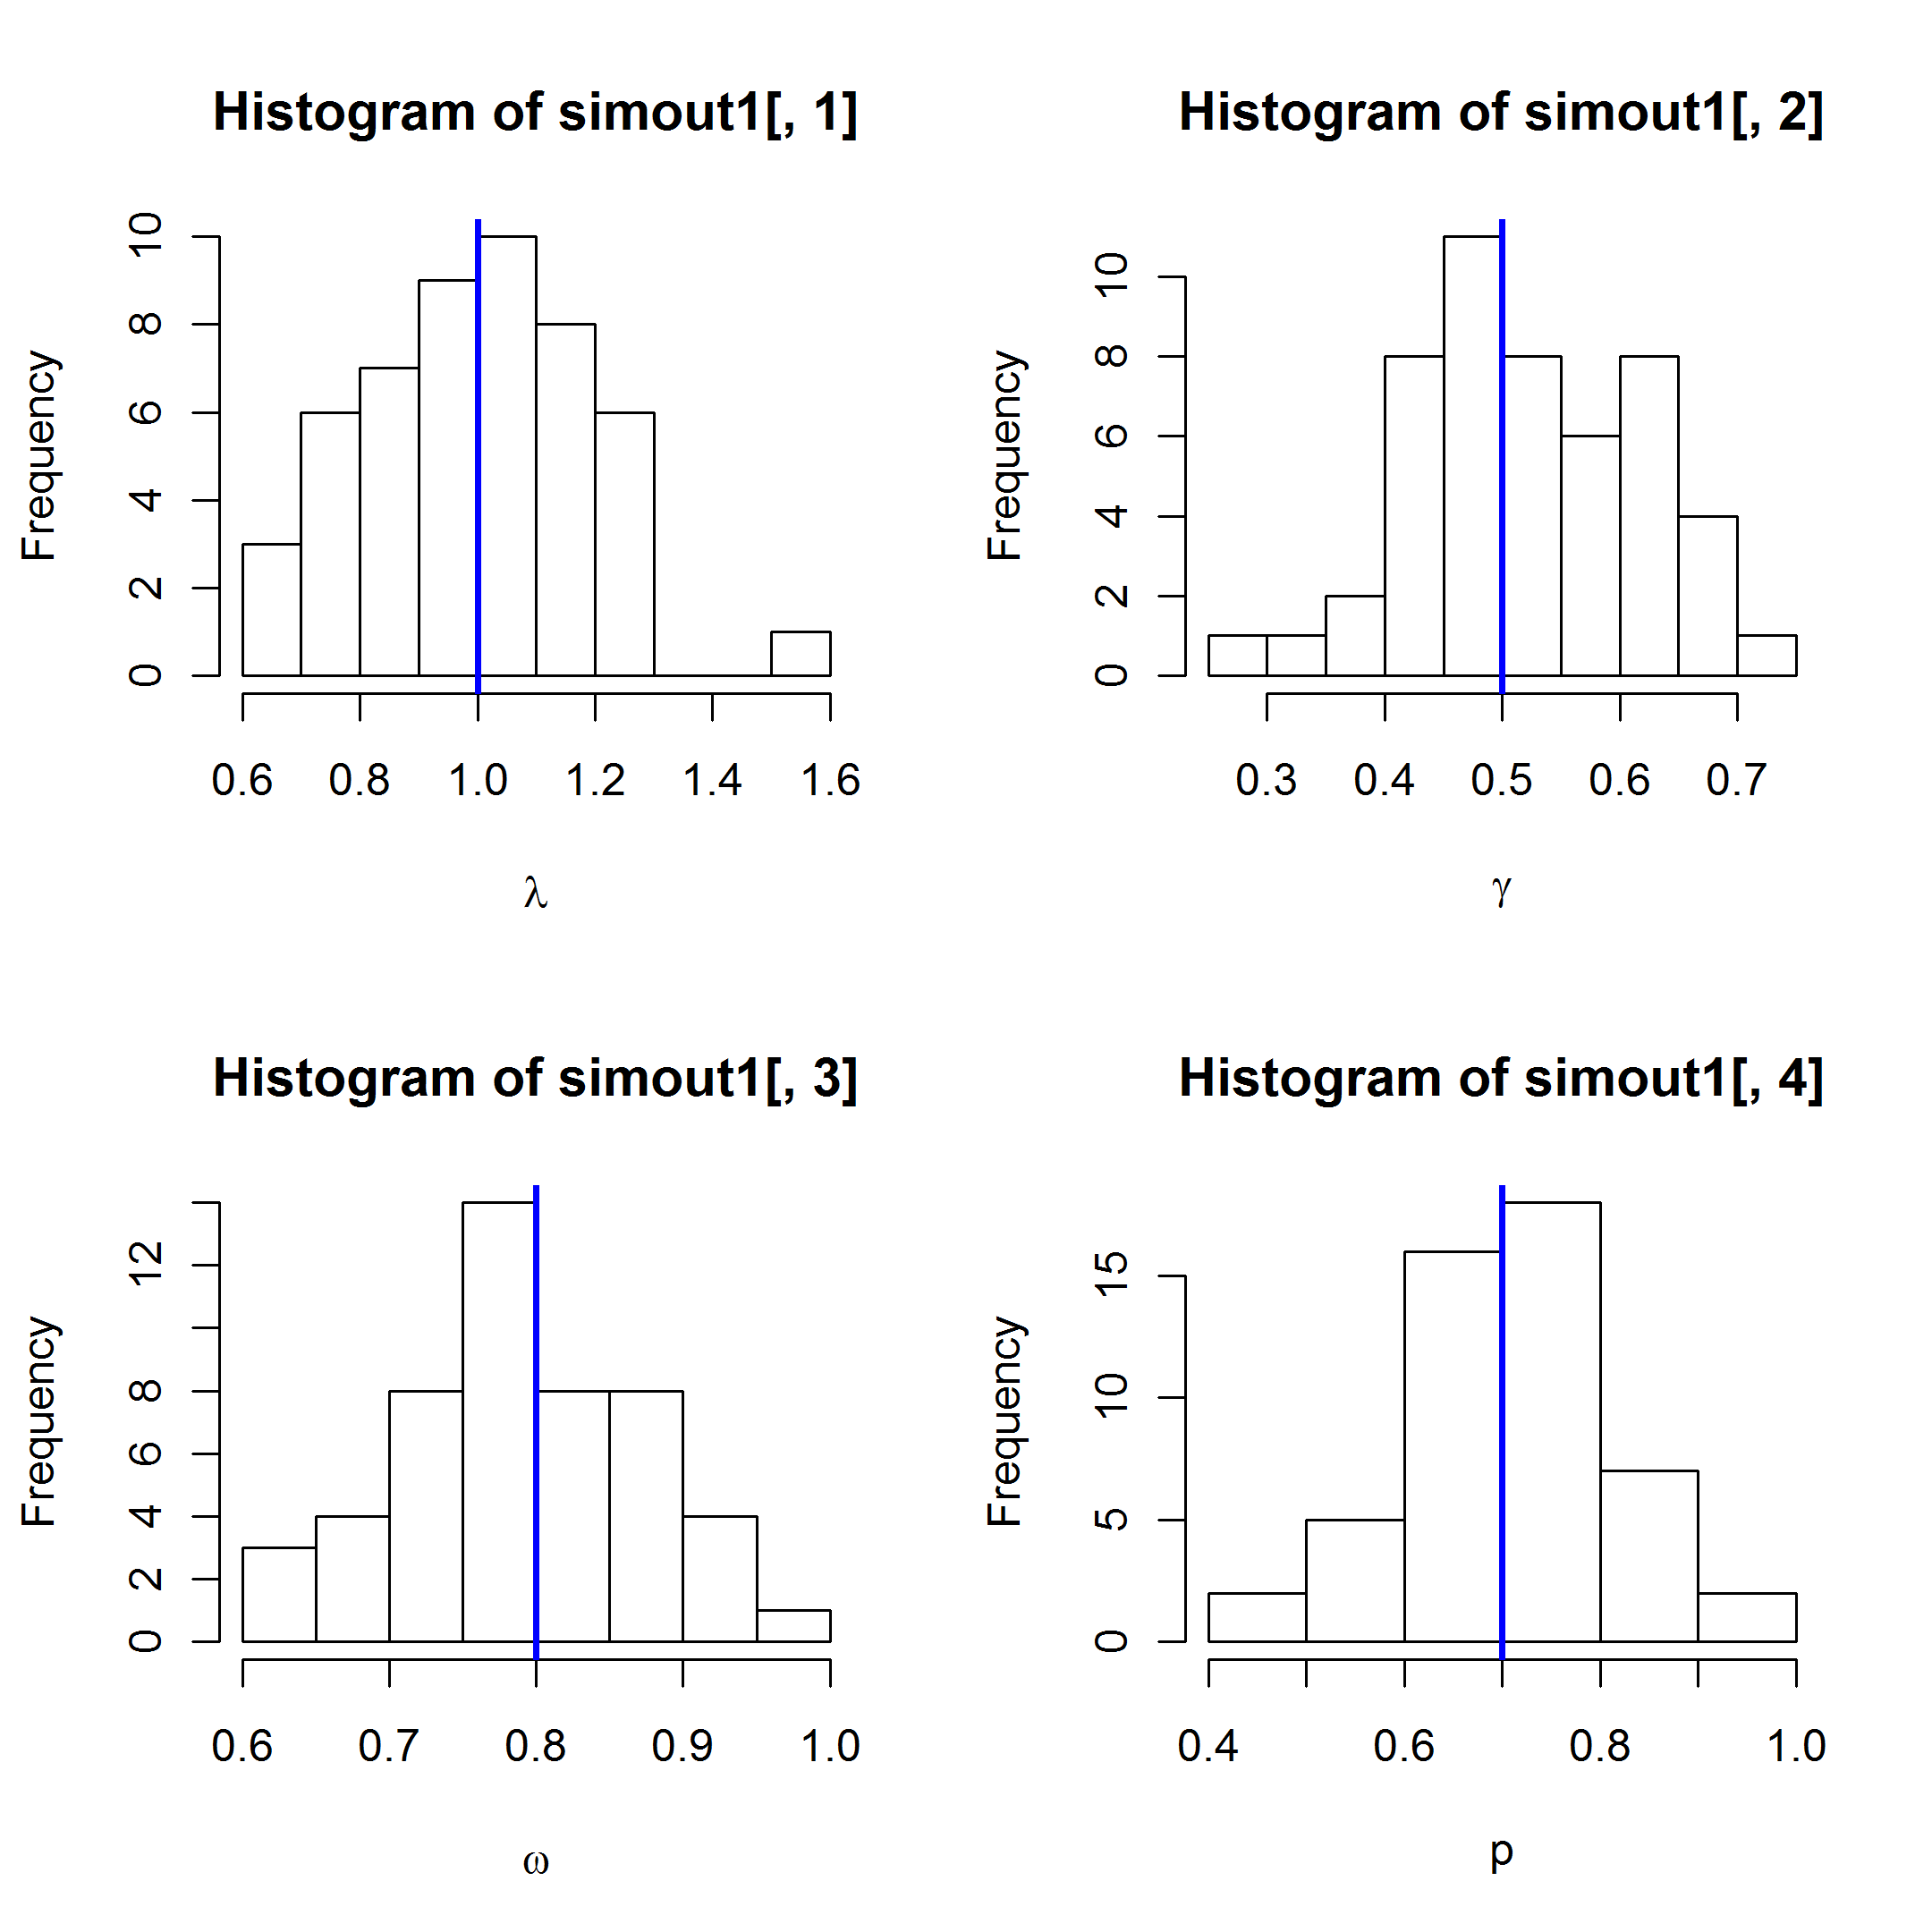 Histogram of simout1[, 1]
Frequency
0 2 4 6 8 10
0.6 0.8 1.0 1.2 1.4 1.6
λ
Histogram of simout1[, 2]
Frequency
0 2 4 6 8 10
0.3 0.4 0.5 0.6 0.7
γ
Histogram of simout1[, 3]
Frequency
0 2 4 6 8 12
0.6 0.7 0.8 0.9 1.0
ω
Histogram of simout1[, 4]
Frequency
0 5 10 15
0.4 0.6 0.8 1.0
p